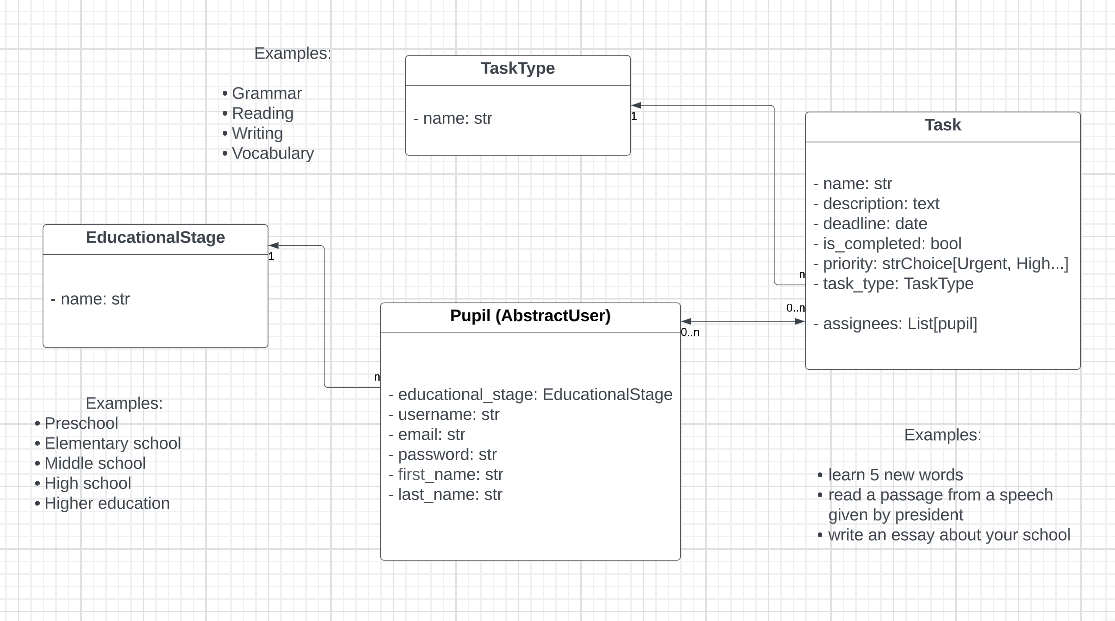 Examples:
• Grammar
• Reading
• Writing
• Vocabulary
TaskType
- name: str
1
Task
- name: str
- description: text
- deadline: date
- is_completed: bool
- priority: strChoice[Urgent, High...]
- task_type: TaskType
- assignees: List[pupil]
n
0..n
EducationalStage
- name: str
1
Pupil (AbstractUser)
- educational_stage: EducationalStage
- username: str
- email: str
- password: str
- first_name: str
- last_name: str
n
0..n
Examples:
• Preschool
• Elementary school
• Middle school
• High school
• Higher education
Examples:
• learn 5 new words
• read a passage from a speech
given by president
• write an essay about your school